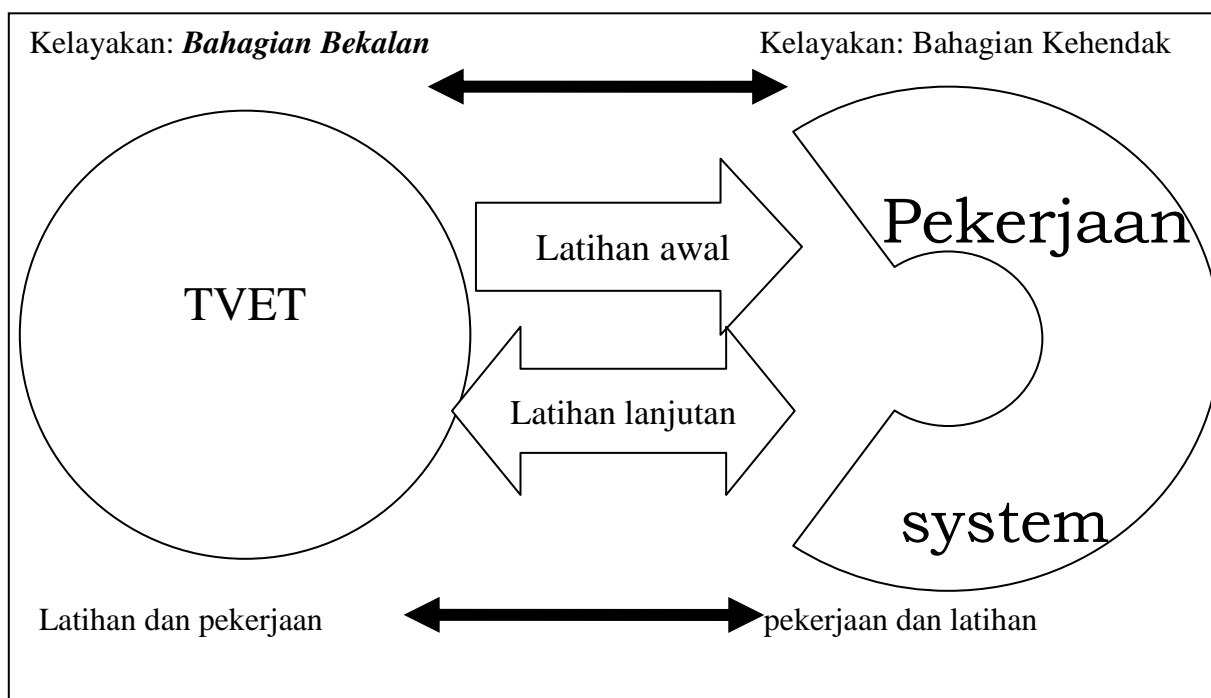 Kelayakan: Bahagian Bekalan
Kelayakan: Bahagian Kehendak
TVET
Latihan awal
Latihan lanjutan
Pekerjaan
system
Latihan dan pekerjaan
pekerjaan dan latihan